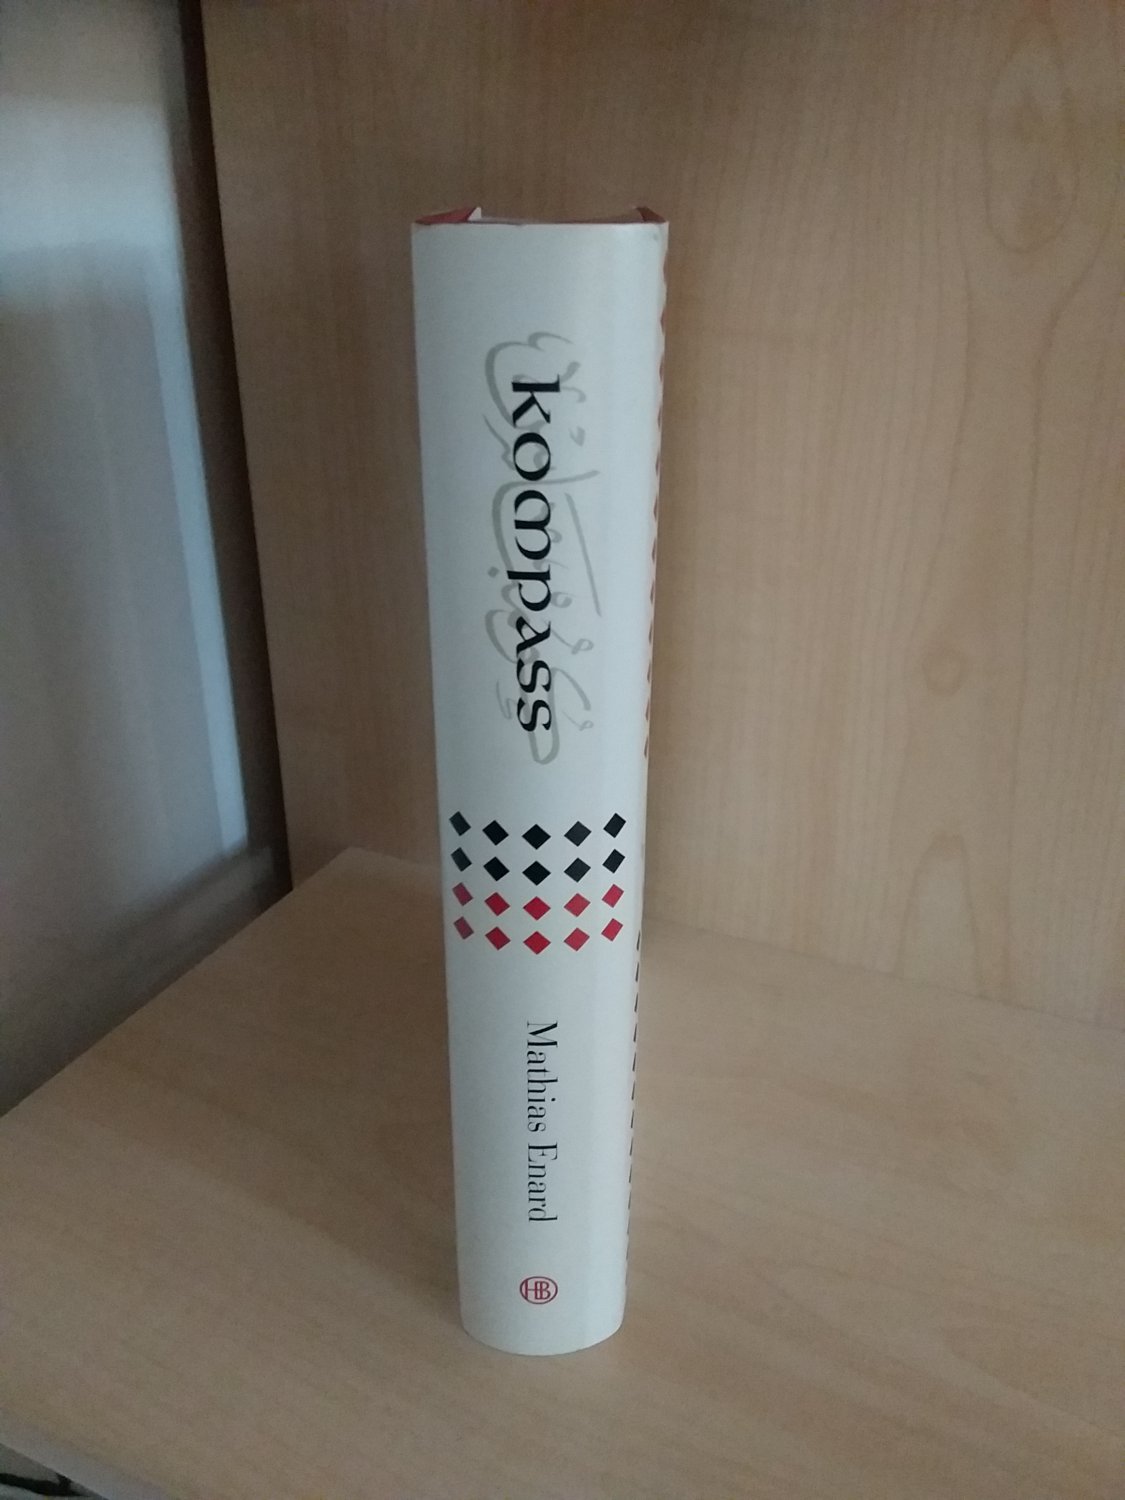 kompass
Mathias Enard
HB